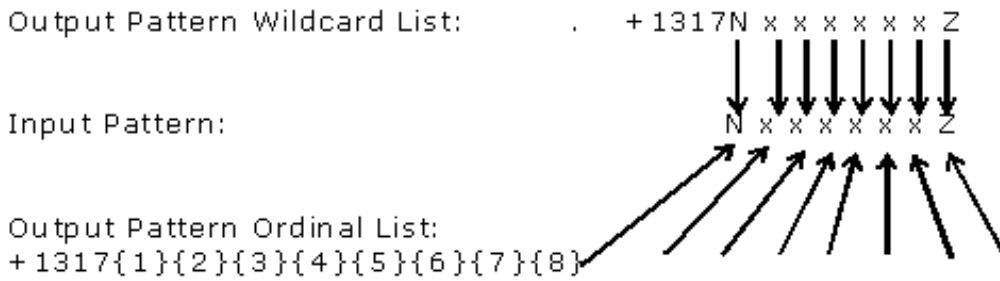 Output Pattern Wildcard List: . +1317N x x x x x x Z
Input Pattern: N x x x x x x Z
Output Pattern Ordinal List:
+1317{1}{2}{3}{4}{5}{6}{7}{8}